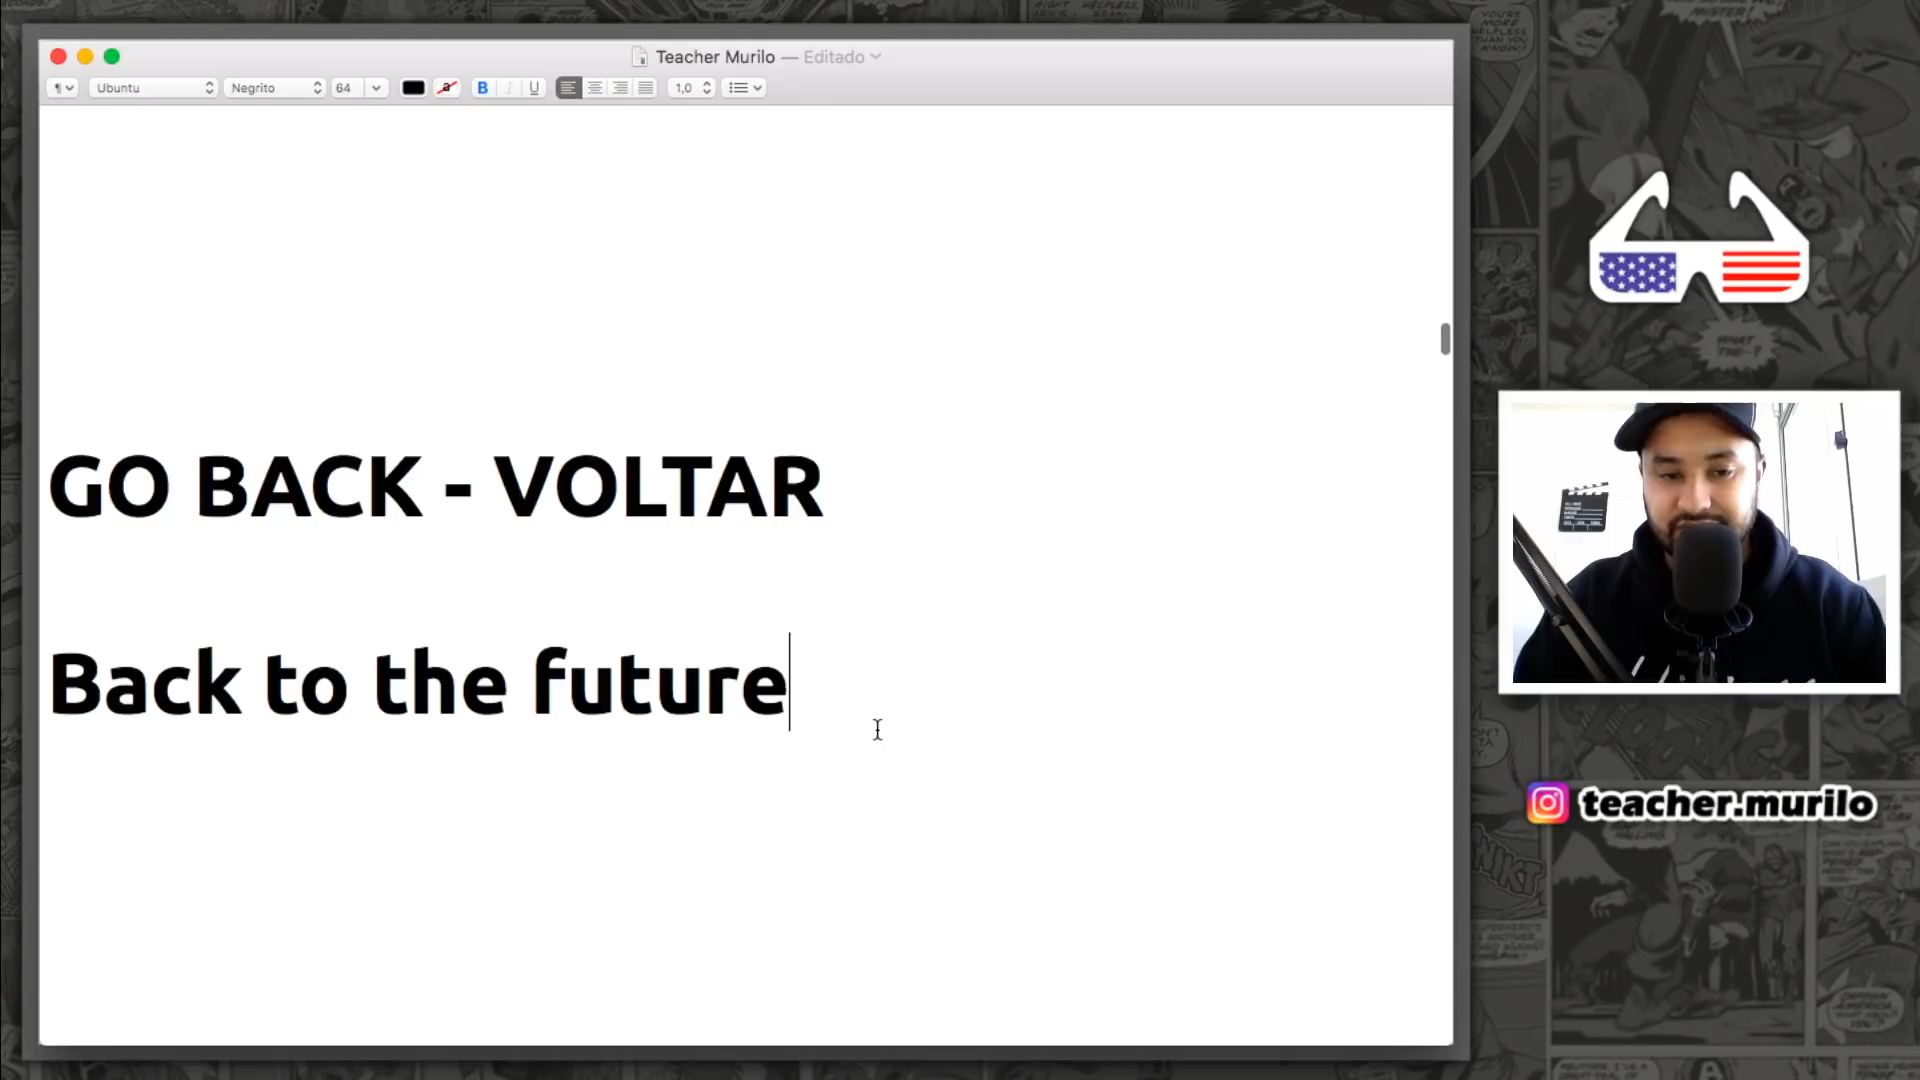 Teacher Murilo — Editado
Ubuntu
Negrito
64
B
U
1,0
GO BACK - VOLTAR
Back to the future
teacher.murilo